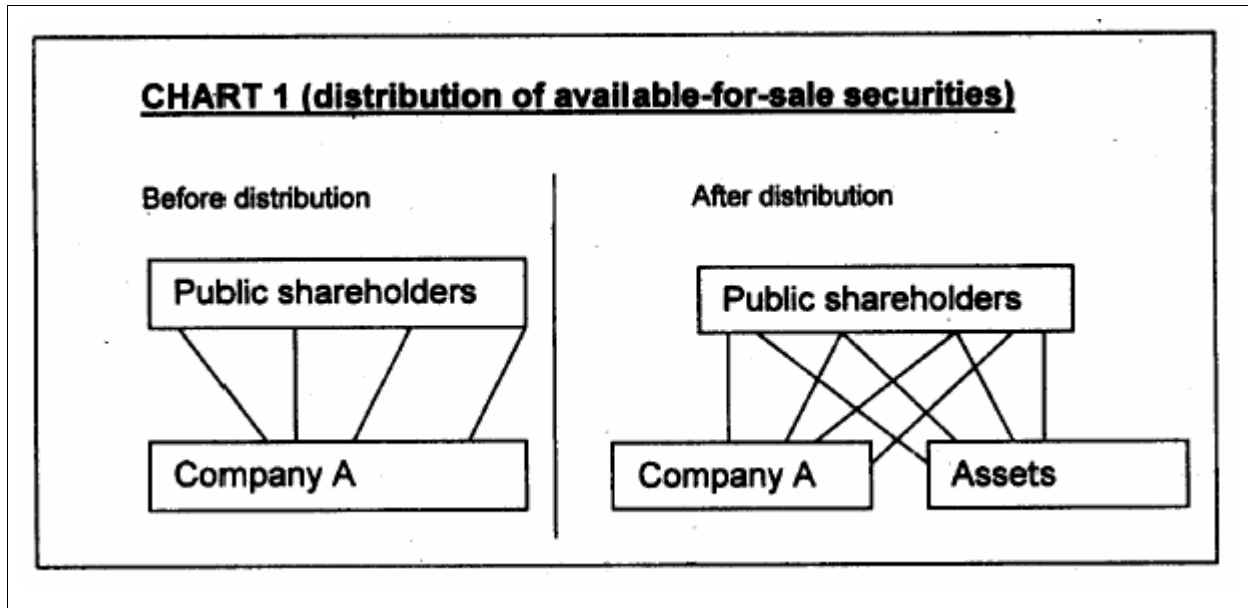 CHART 1 (distribution of available-for-sale securities)
Before distribution
After distribution
Public shareholders
Public shareholders
Company A
Company A
Assets